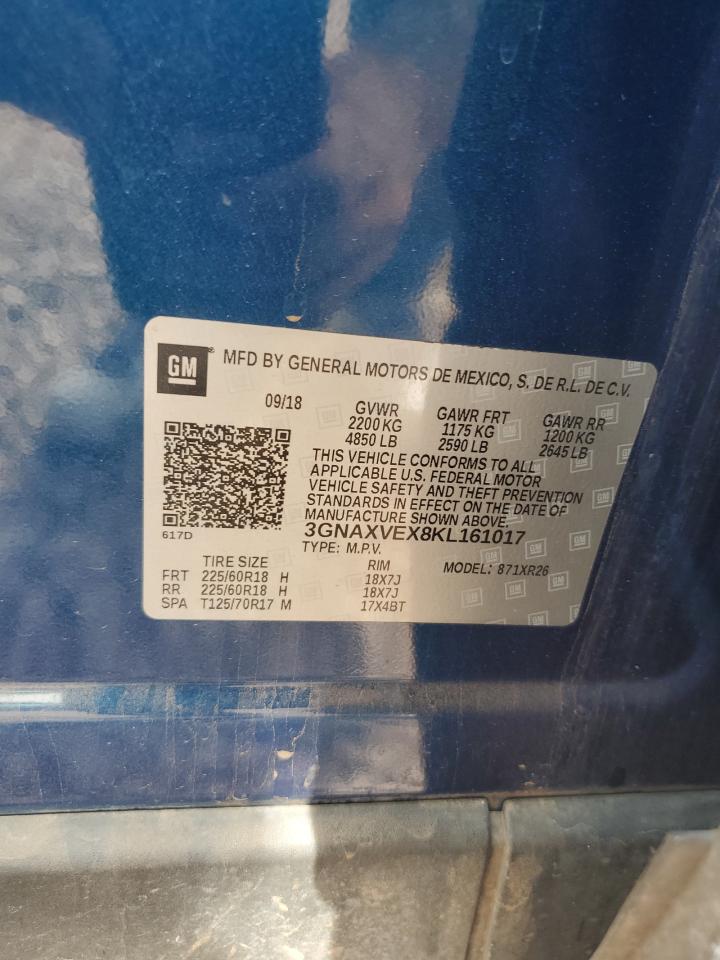 GM ® MFD BY GENERAL MOTORS DE MEXICO, S. DE R.L. DE C.V.
09/18 GVWR GAWR FRT GAWR RR
2200 KG 1175 KG 1200 KG
4850 LB 2590 LB 2645 LB
THIS VEHICLE CONFORMS TO ALL
APPLICABLE U.S. FEDERAL MOTOR
VEHICLE SAFETY AND THEFT PREVENTION
STANDARDS IN EFFECT ON THE DATE OF
MANUFACTURE SHOWN ABOVE.
617D
3GNAXVEX8KL161017
TYPE: M.P.V. MODEL: 871XR26
TIRE SIZE RIM
FRT 225/60R18 H 18X7J
RR 225/60R18 H 18X7J
SPA T125/70R17 M 17X4BT